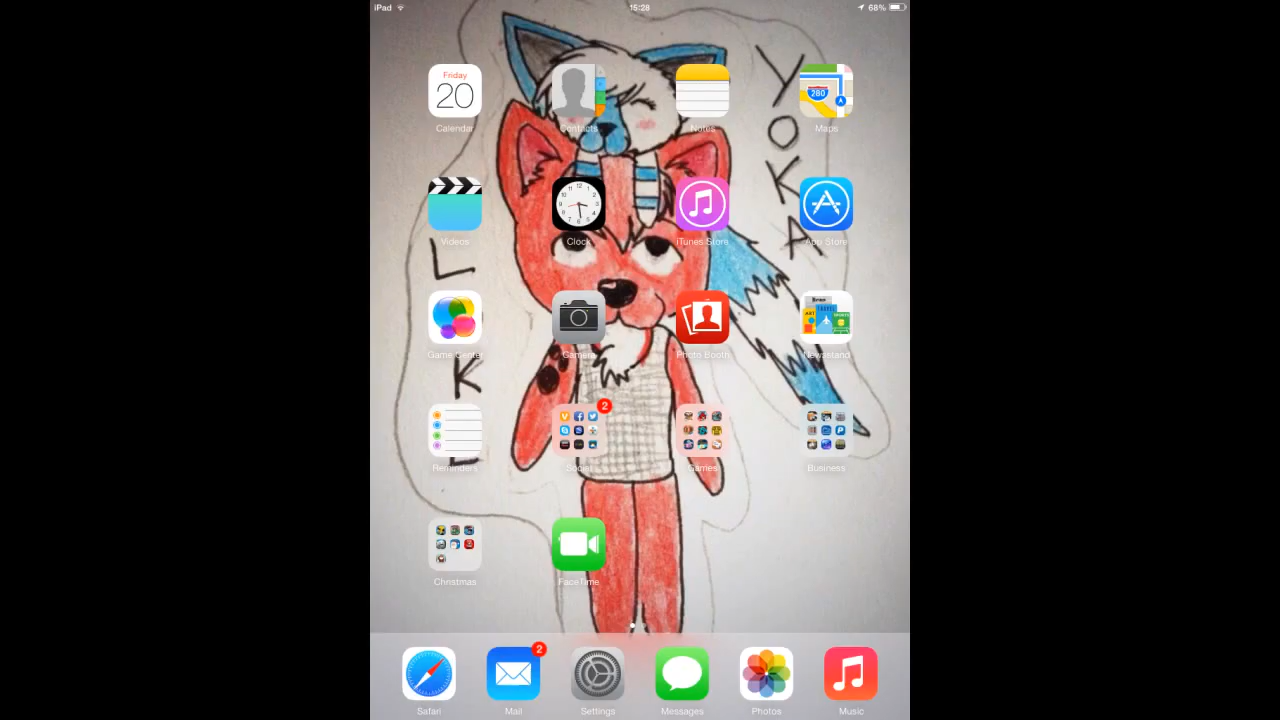 iPad 15:28 68%
Friday
20
280
Calendar Contacts Notes Maps
Videos Clock iTunes Store App Store
Game Center Camera Photo Booth Newsstand
2
Reminders Social Games Business
Christmas FaceTime
2
Safari Mail Settings Messages Photos Music
Y
O
K
A
L
K